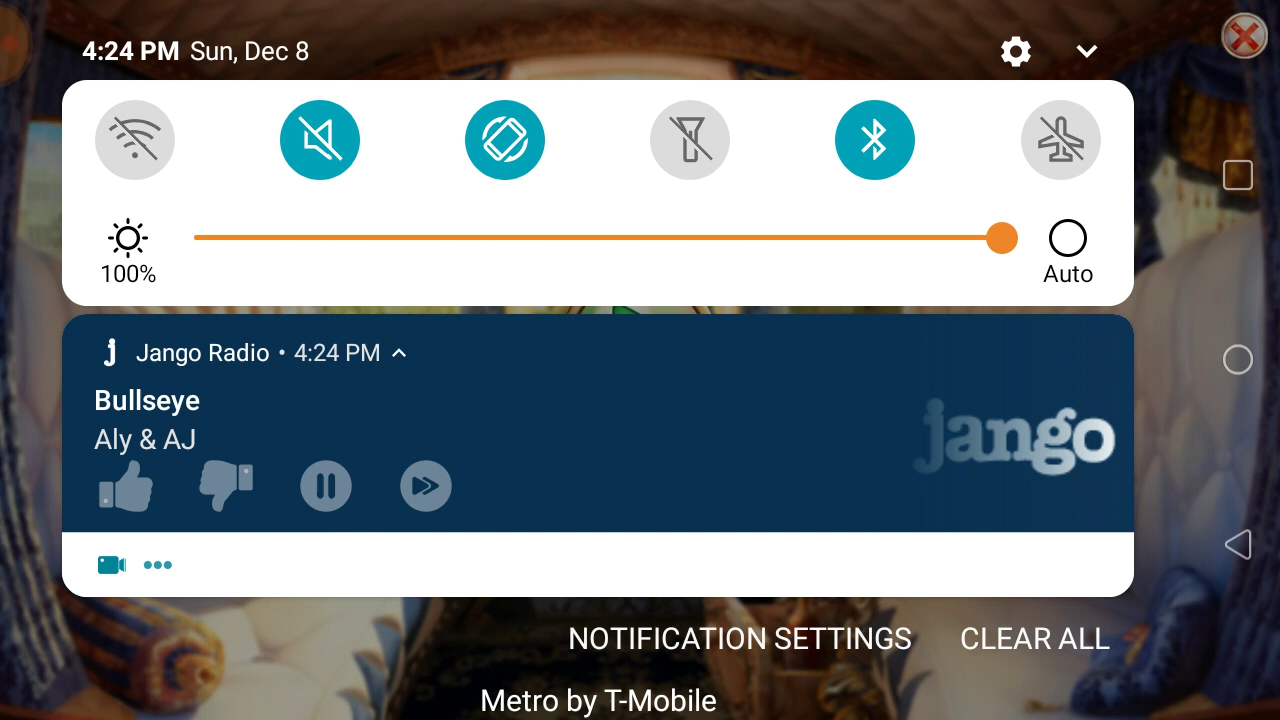 4:24 PM Sun, Dec 8
100%
Auto
j Jango Radio • 4:24 PM
Bullseye
Aly & AJ
jango
NOTIFICATION SETTINGS CLEAR ALL
Metro by T-Mobile